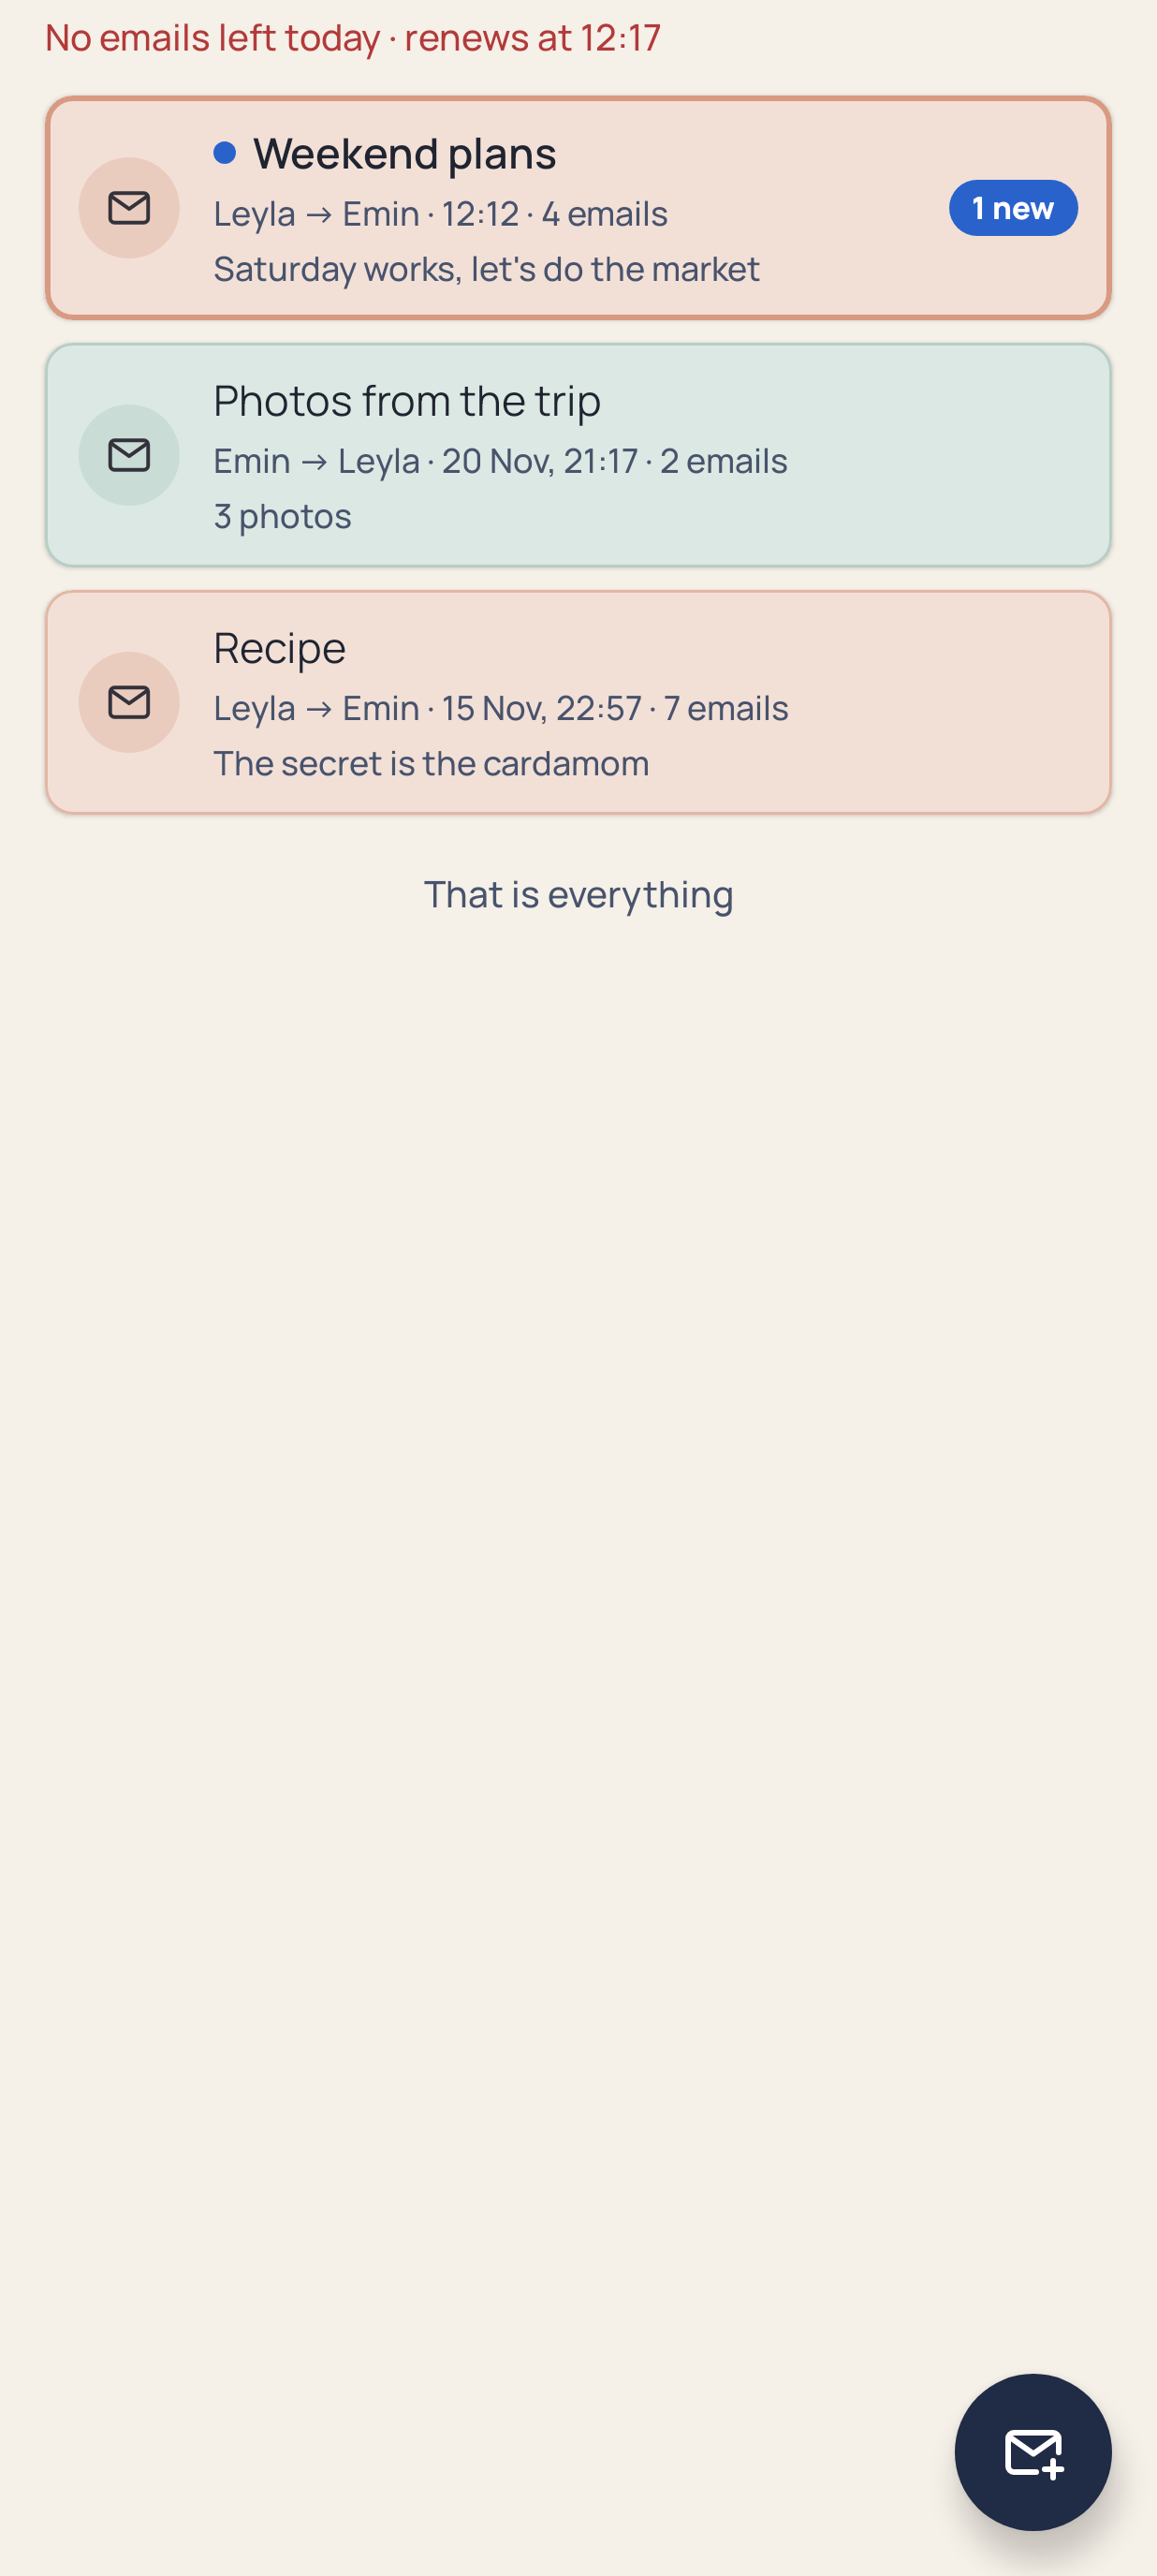 No emails left today · renews at 12:17
Weekend plans
Leyla → Emin · 12:12 · 4 emails
1 new
Saturday works, let's do the market
Photos from the trip
Emin → Leyla · 20 Nov, 21:17 · 2 emails
3 photos
Recipe
Leyla → Emin · 15 Nov, 22:57 · 7 emails
The secret is the cardamom
That is everything